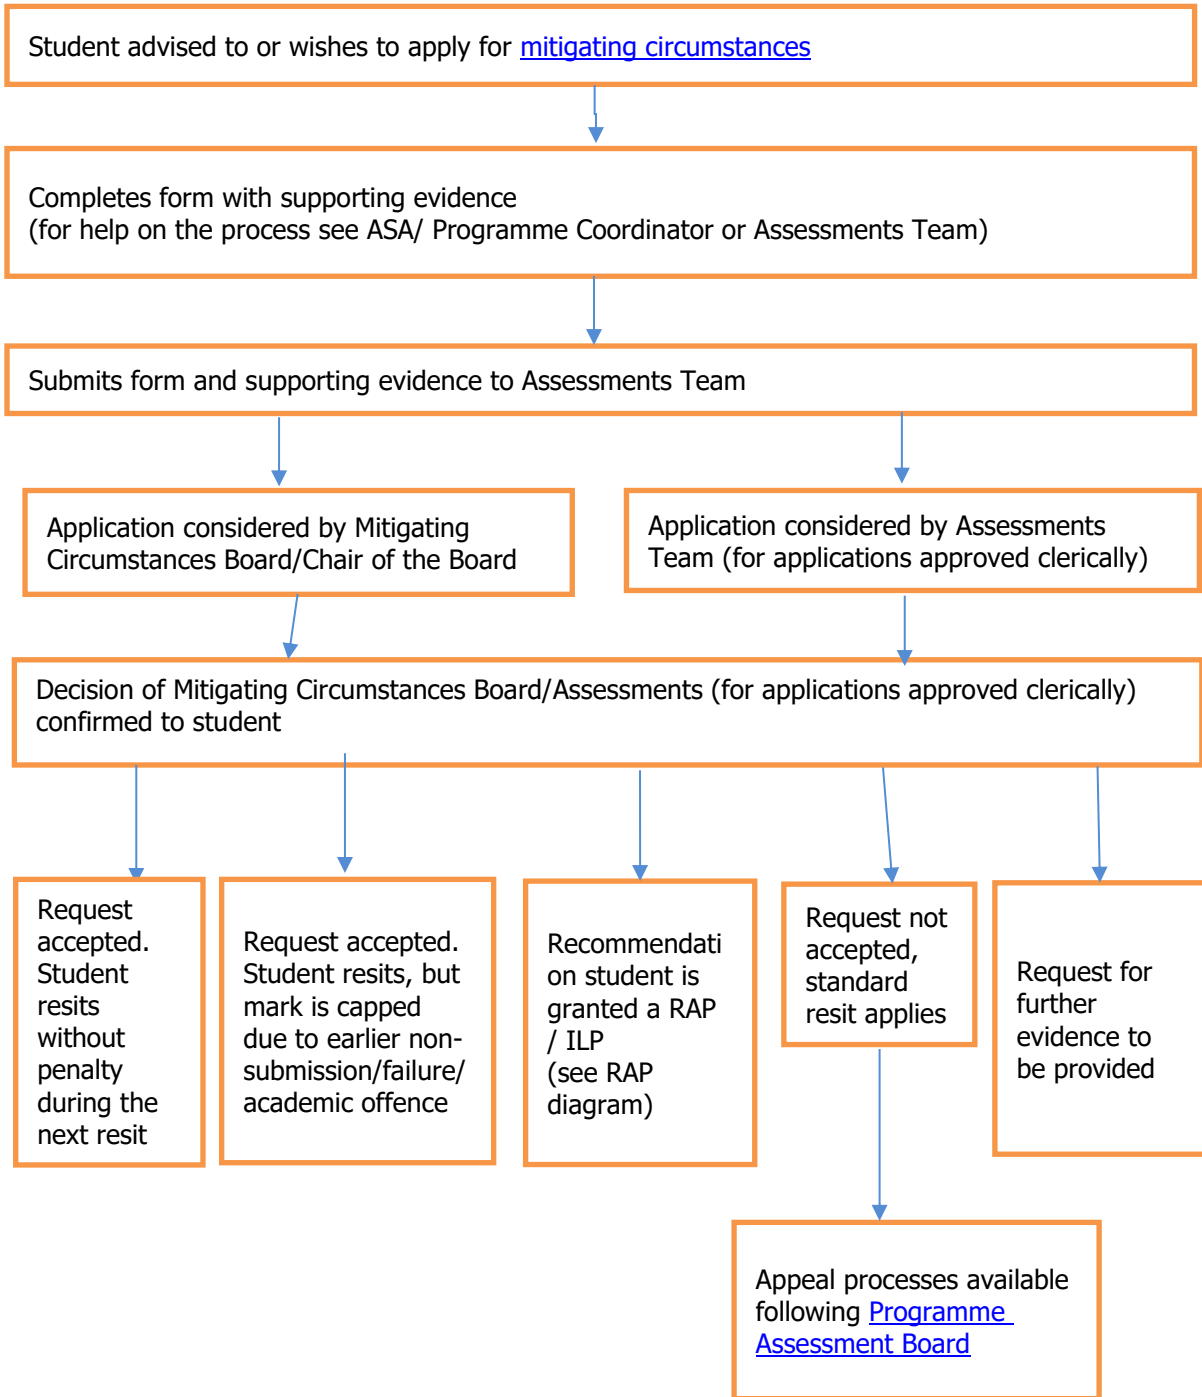 Student advised to or wishes to apply for mitigating circumstances
Completes form with supporting evidence
(for help on the process see ASA/ Programme Coordinator or Assessments Team)
Submits form and supporting evidence to Assessments Team
Application considered by Mitigating
Circumstances Board/Chair of the Board
Application considered by Assessments
Team (for applications approved clerically)
Decision of Mitigating Circumstances Board/Assessments (for applications approved clerically)
confirmed to student
Request
accepted.
Student
resits
without
penalty
during the
next resit
Request accepted.
Student resits, but
mark is capped
due to earlier non-
submission/failure/
academic offence
Recommendati
on student is
granted a RAP
/ ILP
(see RAP
diagram)
Request not
accepted,
standard
resit applies
Request for
further
evidence to
be provided
Appeal processes available
following Programme
Assessment Board